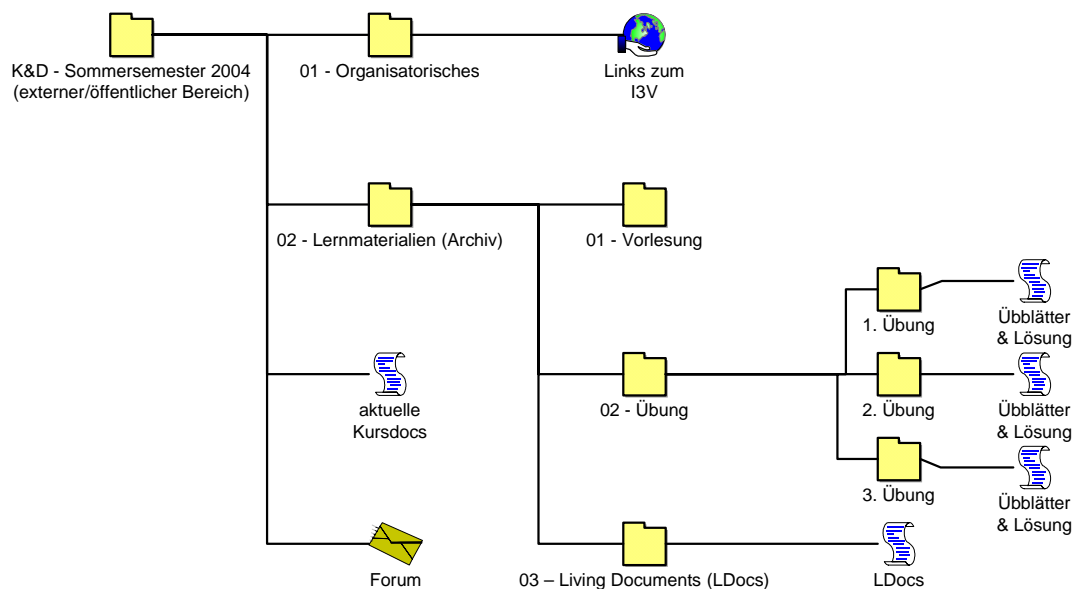 K&D - Sommersemester 2004
(externer/öffentlicher Bereich)
01 - Organisatorisches
Links zum
I3V
02 - Lernmaterialien (Archiv)
01 - Vorlesung
1. Übung
Übblätter
& Lösung
aktuelle
Kursdocs
02 - Übung
2. Übung
Übblätter
& Lösung
3. Übung
Übblätter
& Lösung
Forum
03 – Living Documents (LDocs)
LDocs